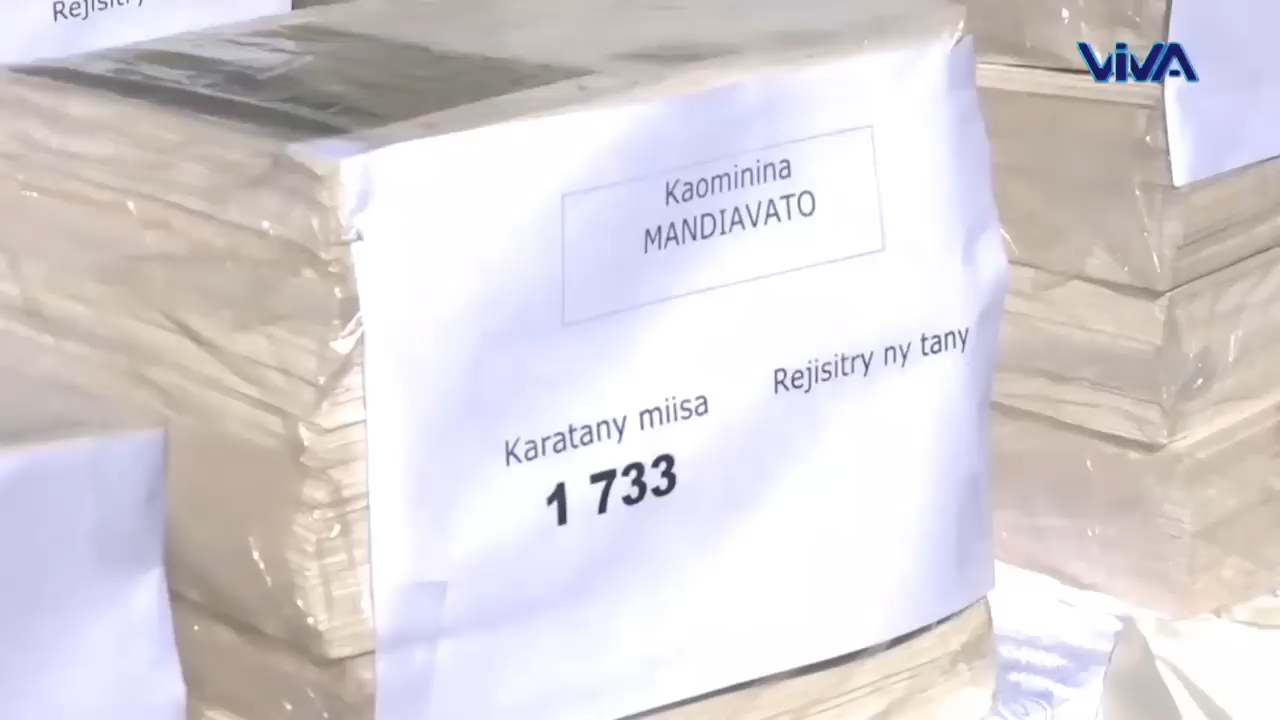 Rejisitry
VIVA
Kaominina
MANDIAVATO
Rejisitry ny tany
Karatany miisa
1 733